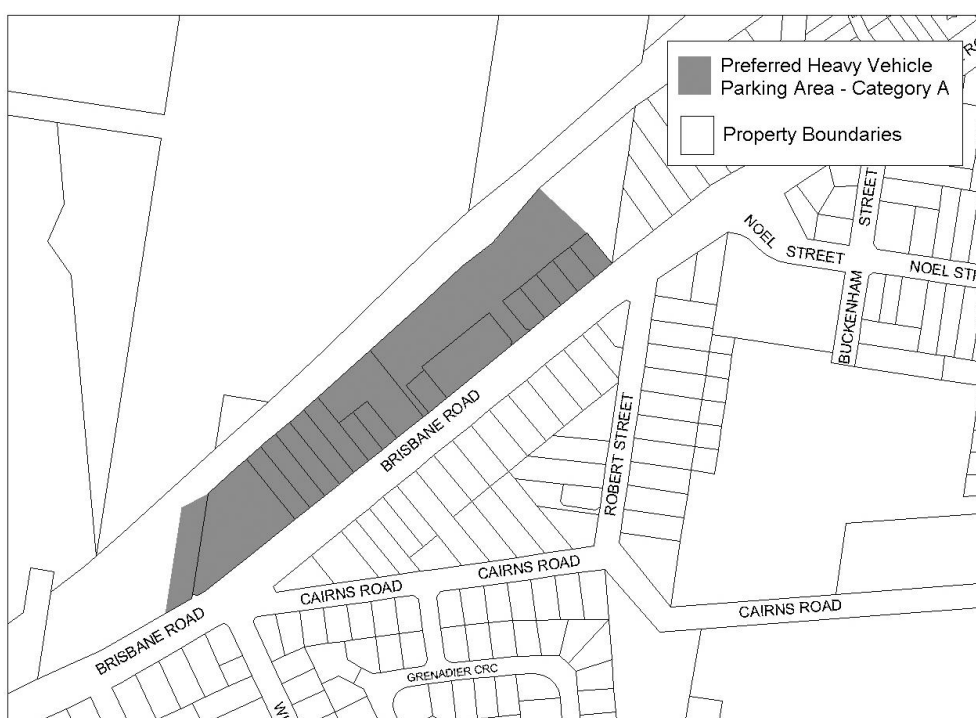 Preferred Heavy Vehicle
Parking Area - Category A
Property Boundaries
STREET
NOEL
STREET
NOEL
BUCKENHAM
BRISBANE ROAD
ROBERT STREET
CAIRNS ROAD
CAIRNS ROAD
CAIRNS ROAD
BRISBANE ROAD
GRENADIER CRC